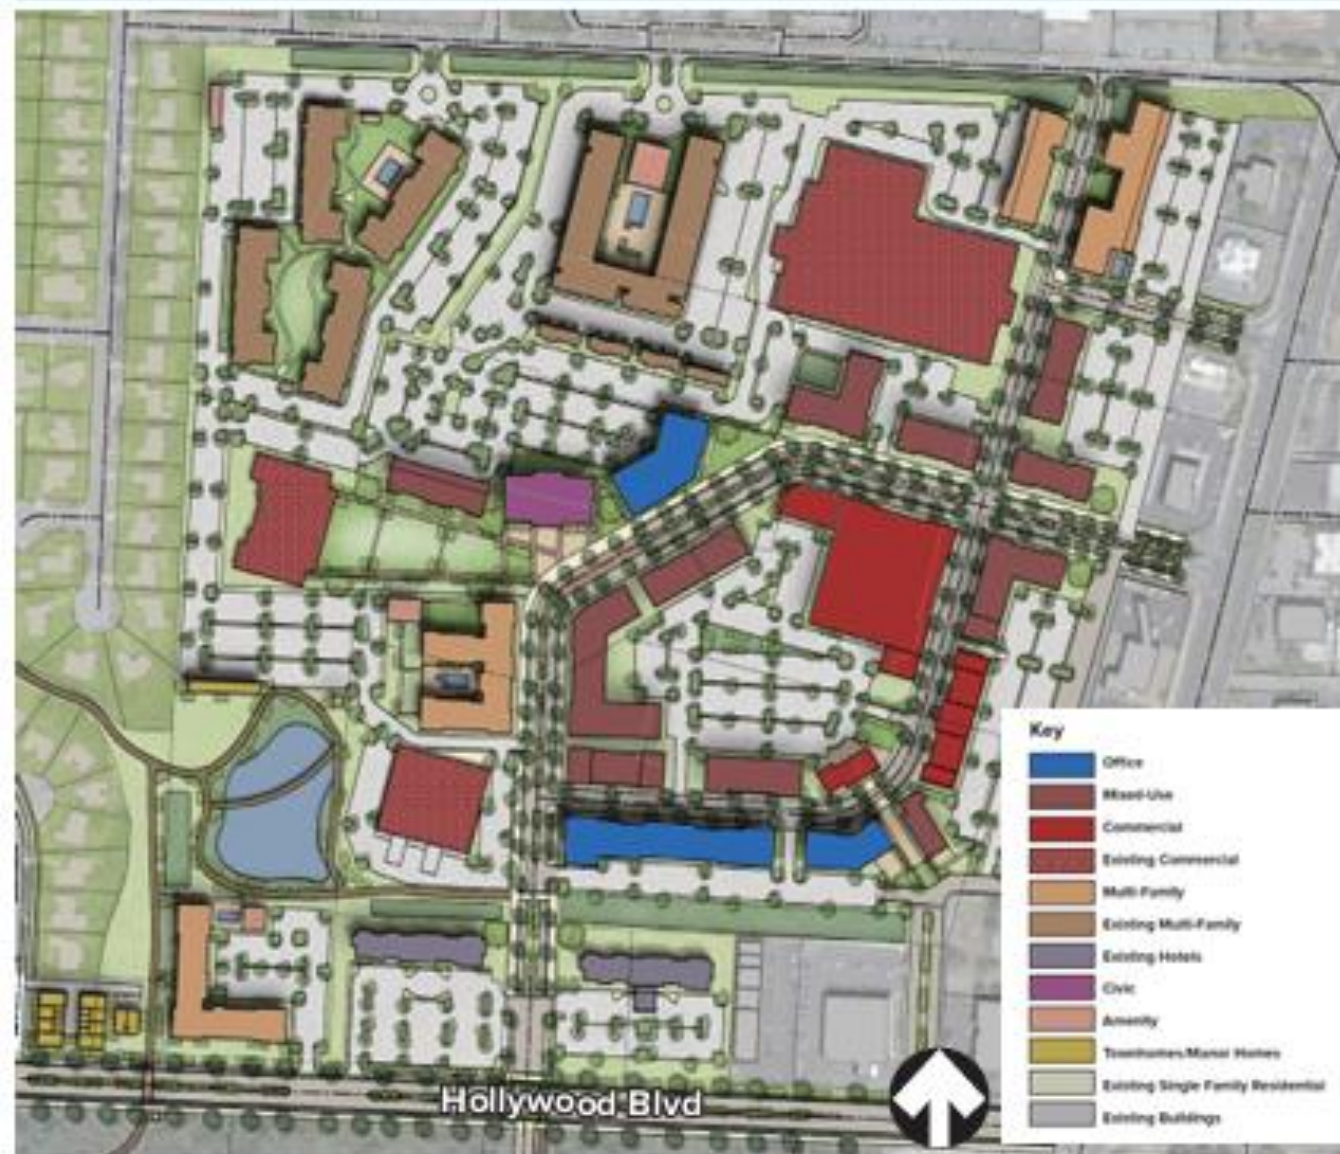 Key
Office
Mixed-Use
Commercial
Existing Commercial
Multi-Family
Existing Multi-Family
Existing Hotels
Civic
Amenity
Townhomes/Manor Homes
Existing Single Family Residential
Existing Buildings
Hollywood Blvd